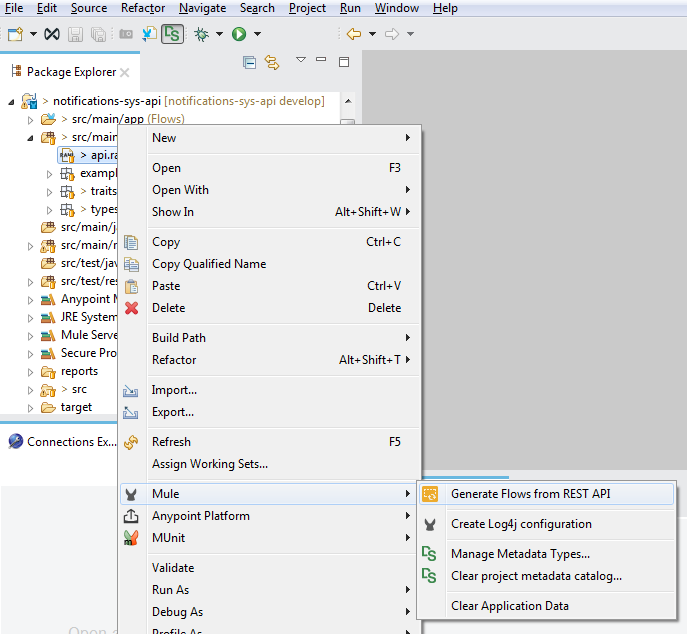 File Edit Source Refactor Navigate Search Project Run Window Help
Package Explorer
> notifications-sys-api [notifications-sys-api develop]
> src/main/app (Flows)
> src/main
> api.ra
exampl
> traits
> types
src/main/j
src/main/r
src/test/jav
src/test/res
Anypoint M
JRE System
Mule Serve
Secure Pro
reports
> src
target
Connections Ex...
Open a
New
Open F3
Open With
Show In Alt+Shift+W
Copy Ctrl+C
Copy Qualified Name
Paste Ctrl+V
Delete Delete
Build Path
Refactor Alt+Shift+T
Import...
Export...
Refresh F5
Assign Working Sets...
Mule
Anypoint Platform
MUnit
Validate
Run As
Debug As
Profile As
Generate Flows from REST API
Create Log4j configuration
Manage Metadata Types...
Clear project metadata catalog...
Clear Application Data